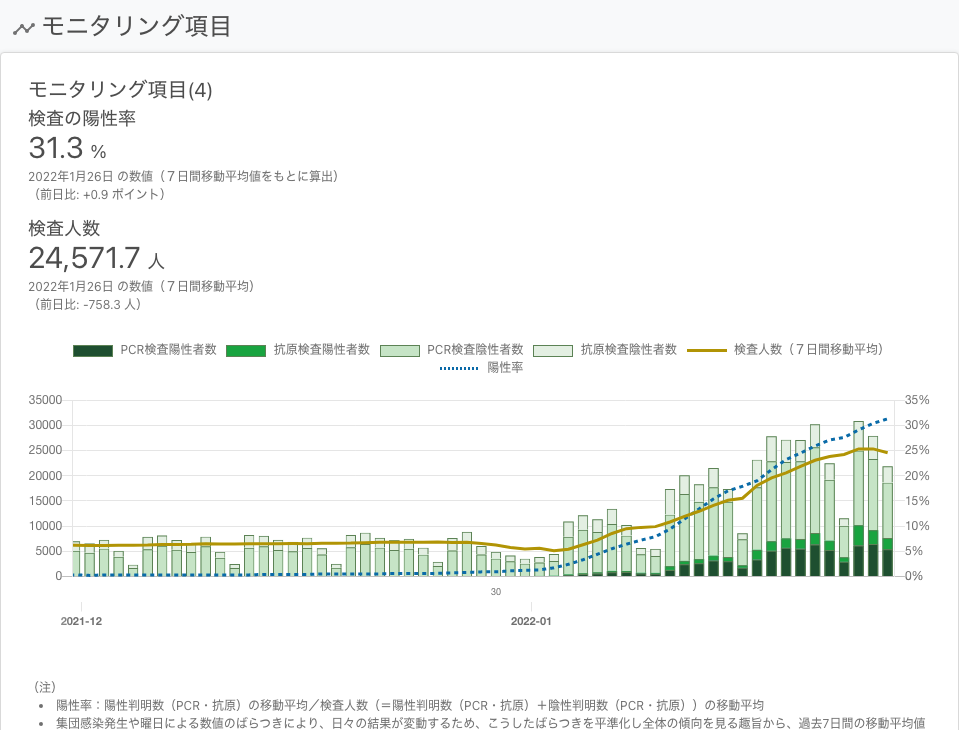 モニタリング項目
モニタリング項目(4)
検査の陽性率
31.3 %
2022年1月26日 の数値（７日間移動平均値をもとに算出）
（前日比: +0.9 ポイント）
検査人数
24,571.7 人
2022年1月26日 の数値（７日間移動平均）
（前日比: -758.3 人）
PCR検査陽性者数 抗原検査陽性者数 PCR検査陰性者数 抗原検査陰性者数 検査人数（７日間移動平均）
陽性率
35000 35%
30000 30%
25000 25%
20000 20%
15000 15%
10000 10%
5000 5%
0 0%
30
2021-12 2022-01
（注）
• 陽性率：陽性判明数（PCR・抗原）の移動平均／検査人数（＝陽性判明数（PCR・抗原）＋陰性判明数（PCR・抗原））の移動平均
• 集団感染発生や曜日による数値のばらつきにより、日々の結果が変動するため、こうしたばらつきを平準化し全体の傾向を見る趣旨から、過去7日間の移動平均値